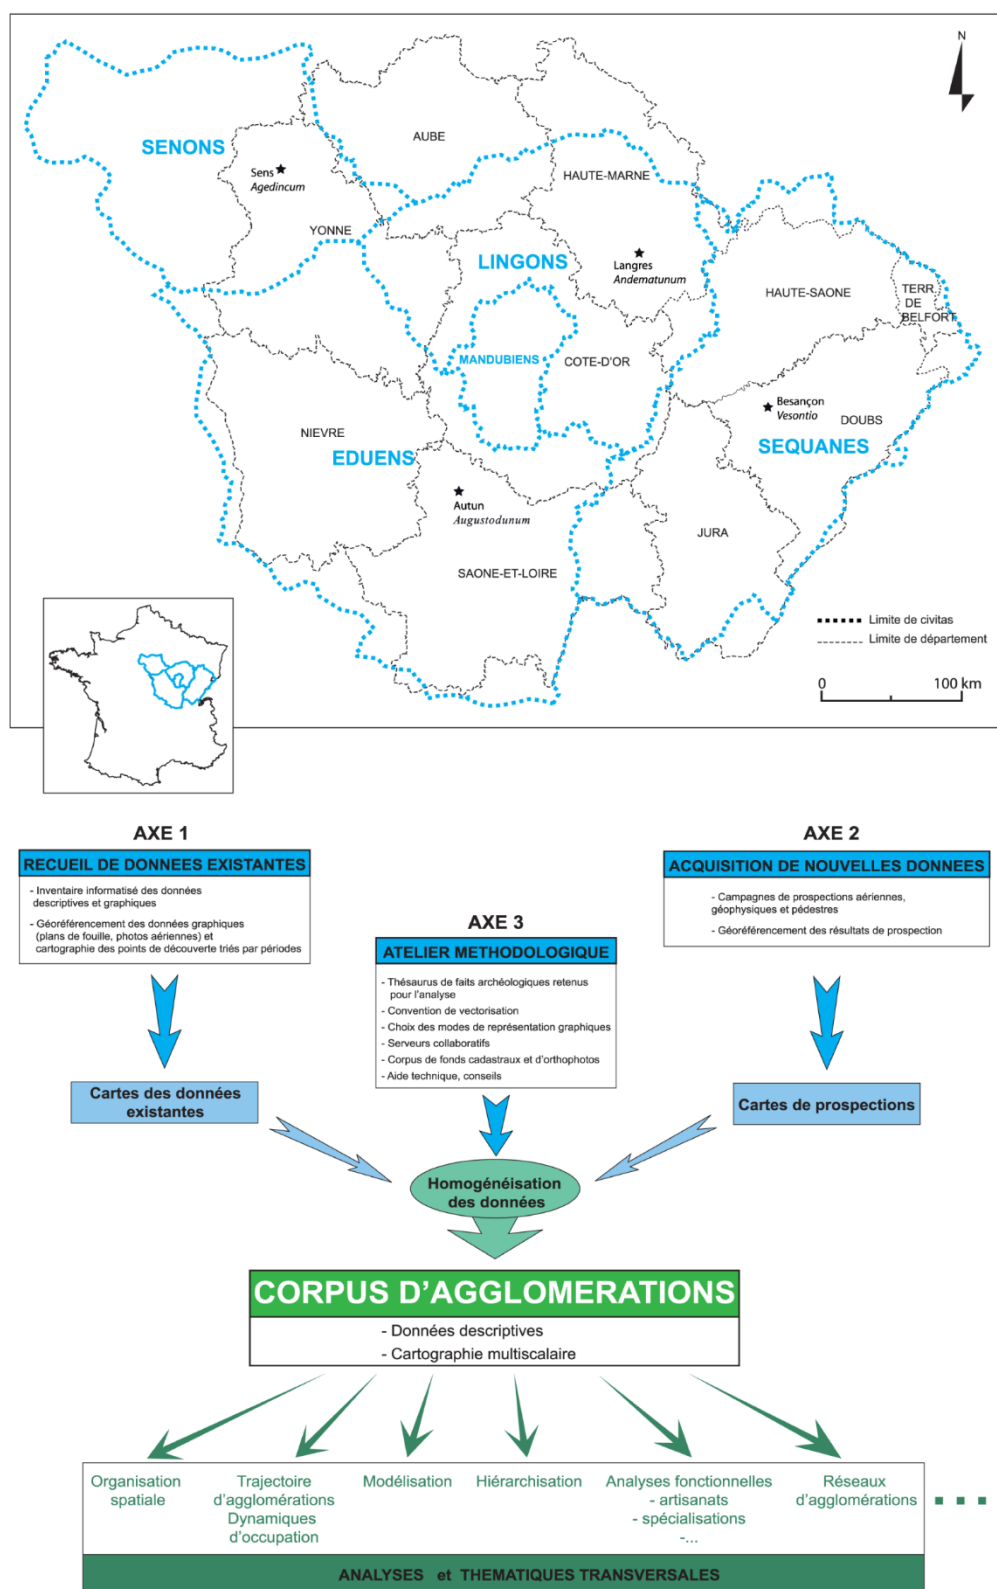 N
SENONS
AUBE
Sens
Agedincum
HAUTE-MARNE
YONNE
LINGONS
Langres
Andematunum
HAUTE-SAONE
TERR.
DE
BELFORT
MANDUBIENS
COTE-D'OR
Besançon
Vesontio
DOUBS
NIEVRE
EDUENS
SEQUANES
Autun
Augustodunum
JURA
SAONE-ET-LOIRE
Limite de civitas
Limite de département
0 100 km
AXE 1
RECUEIL DE DONNEES EXISTANTES
- Inventaire informatisé des données
descriptives et graphiques
- Géoréférencement des données graphiques
(plans de fouille, photos aériennes) et
cartographie des points de découverte triés par périodes
Cartes des données
existantes
AXE 2
ACQUISITION DE NOUVELLES DONNEES
- Campagnes de prospections aériennes,
géophysiques et pédestres
- Géoréférencement des résultats de prospection
Cartes de prospections
AXE 3
ATELIER METHODOLOGIQUE
- Thésaurus de faits archéologiques retenus
pour l'analyse
- Convention de vectorisation
- Choix des modes de représentation graphiques
- Serveurs collaboratifs
- Corpus de fonds cadastraux et d'orthophotos
- Aide technique, conseils
Homogénéisation
des données
CORPUS D'AGGLOMERATIONS
- Données descriptives
- Cartographie multiscalaire
Organisation
spatiale
Trajectoire
d'agglomérations
Dynamiques
d'occupation
Modélisation
Hiérarchisation
Analyses fonctionnelles
- artisanats
- spécialisations
-...
Réseaux
d'agglomérations
ANALYSES et THEMATIQUES TRANSVERSALES